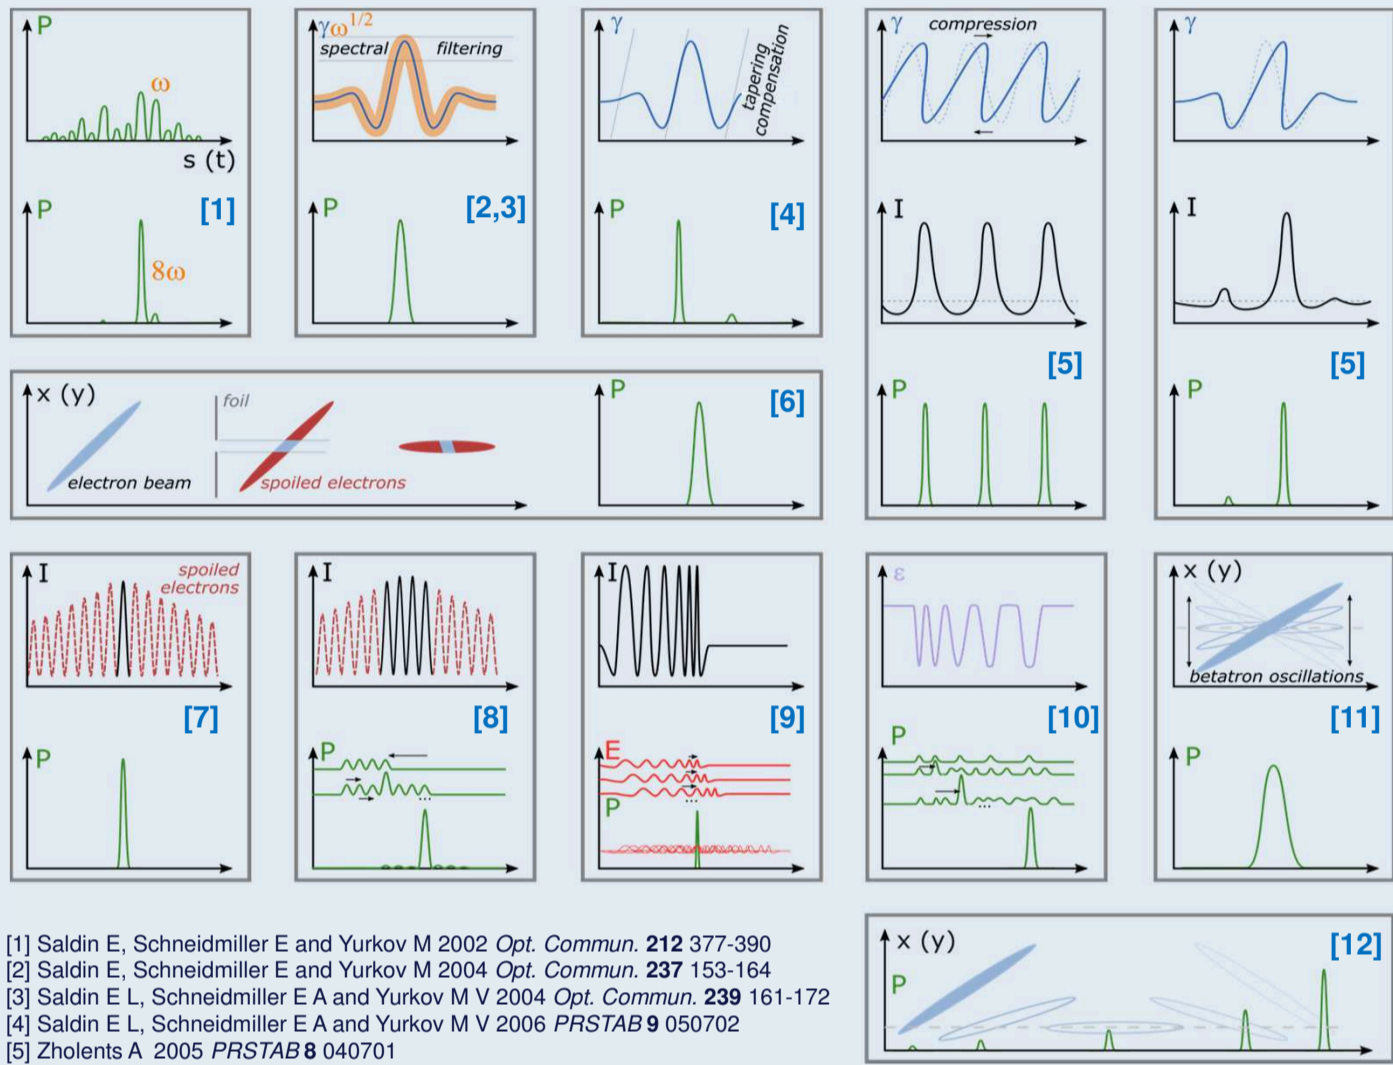 P
ω
s (t)
P
[1]
8ω
γω1/2
spectral filtering
P
[2,3]
γ
tapering
compensation
P
[4]
γ
compression
I
[5]
P
γ
I
[5]
P
x (y)
electron beam
foil
spoiled electrons
P
[6]
I
spoiled
electrons
[7]
P
I
[8]
P
...
I
[9]
E
...
P
ε
[10]
P
...
x (y)
betatron oscillations
[11]
P
x (y)
[12]
P
[1] Saldin E, Schneidmiller E and Yurkov M 2002 Opt. Commun. 212 377-390
[2] Saldin E, Schneidmiller E and Yurkov M 2004 Opt. Commun. 237 153-164
[3] Saldin E L, Schneidmiller E A and Yurkov M V 2004 Opt. Commun. 239 161-172
[4] Saldin E L, Schneidmiller E A and Yurkov M V 2006 PRSTAB 9 050702
[5] Zholents A 2005 PRSTAB 8 040701